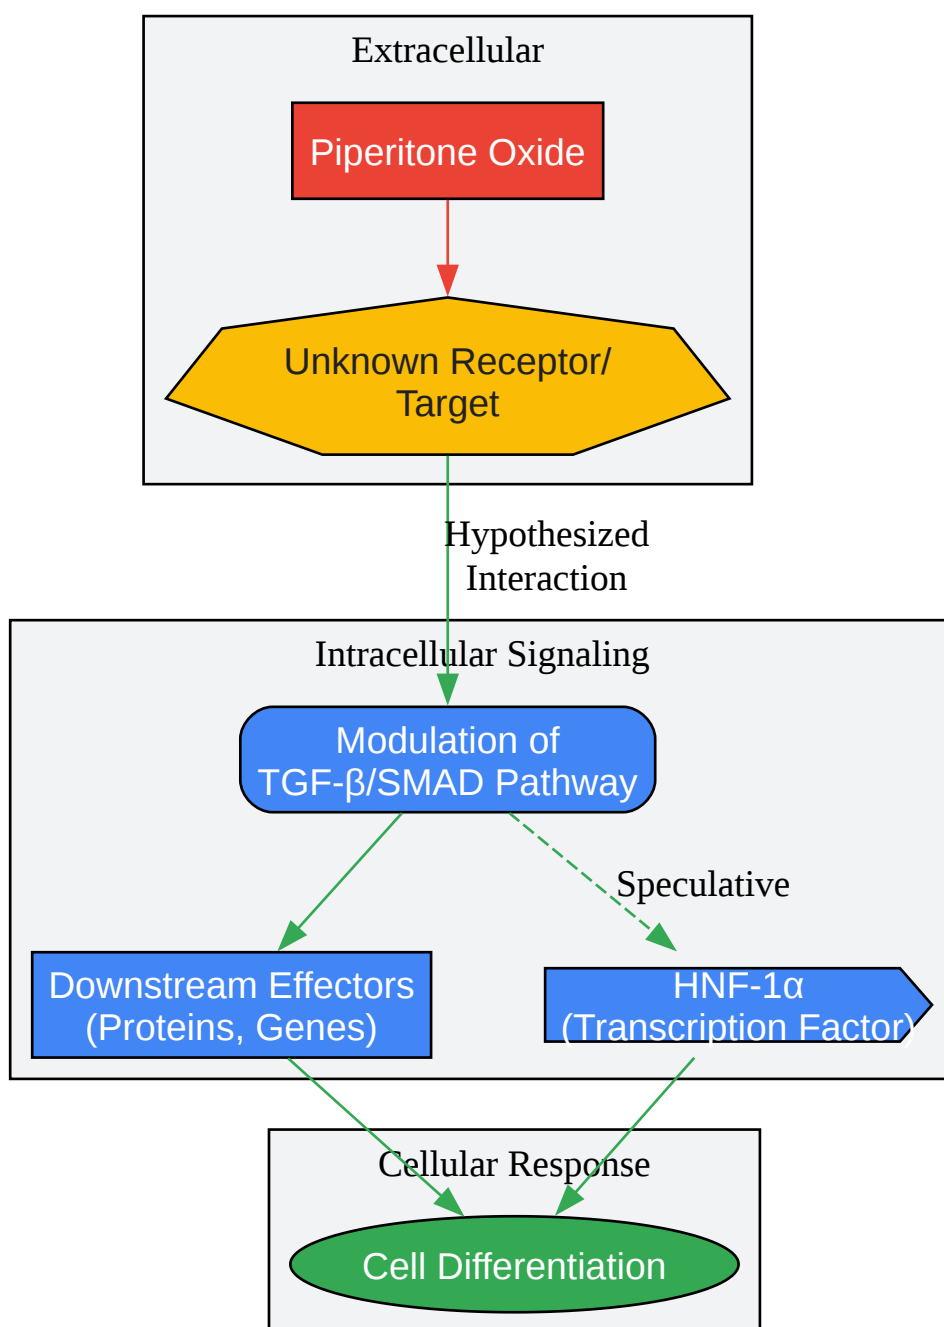 Extracellular
Piperitone Oxide
Unknown Receptor/
Target
Hypothesized
Interaction
Intracellular Signaling
Modulation of
TGF-β/SMAD Pathway
Speculative
Downstream Effectors
(Proteins, Genes)
HNF-1α
(Transcription Factor)
Cellular Response
Cell Differentiation